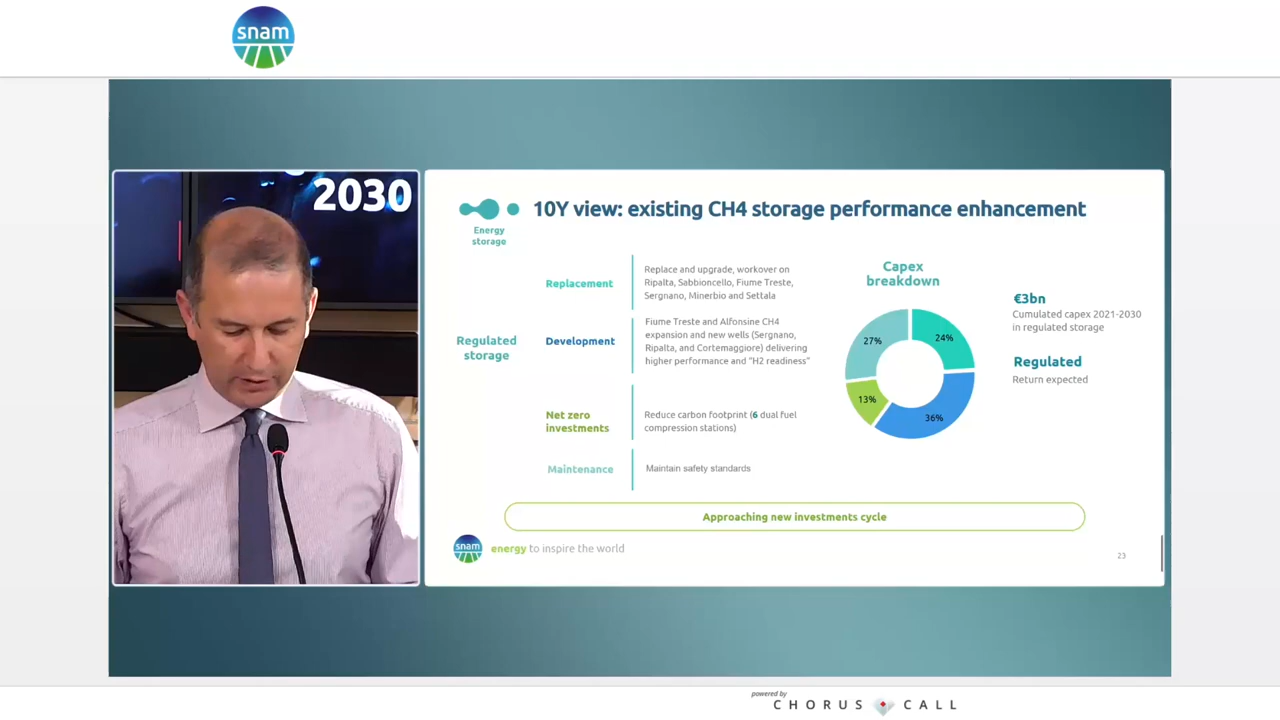 snam
2030
10Y view: existing CH4 storage performance enhancement
Energy
storage
Regulated
storage
Replacement
Replace and upgrade, workover on
Ripalta, Sabbioncello, Fiume Treste,
Sergnano, Minerbio and Settala
Development
Fiume Treste and Alfonsine CH4
expansion and new wells (Sergnano,
Ripalta, and Cortemaggiore) delivering
higher performance and “H2 readiness”
Net zero
investments
Reduce carbon footprint (6 dual fuel
compression stations)
Maintenance
Maintain safety standards
Capex
breakdown
27%
24%
13%
36%
€3bn
Cumulated capex 2021-2030
in regulated storage
Regulated
Return expected
Approaching new investments cycle
snam
energy to inspire the world
23
powered by
CHORUS CALL